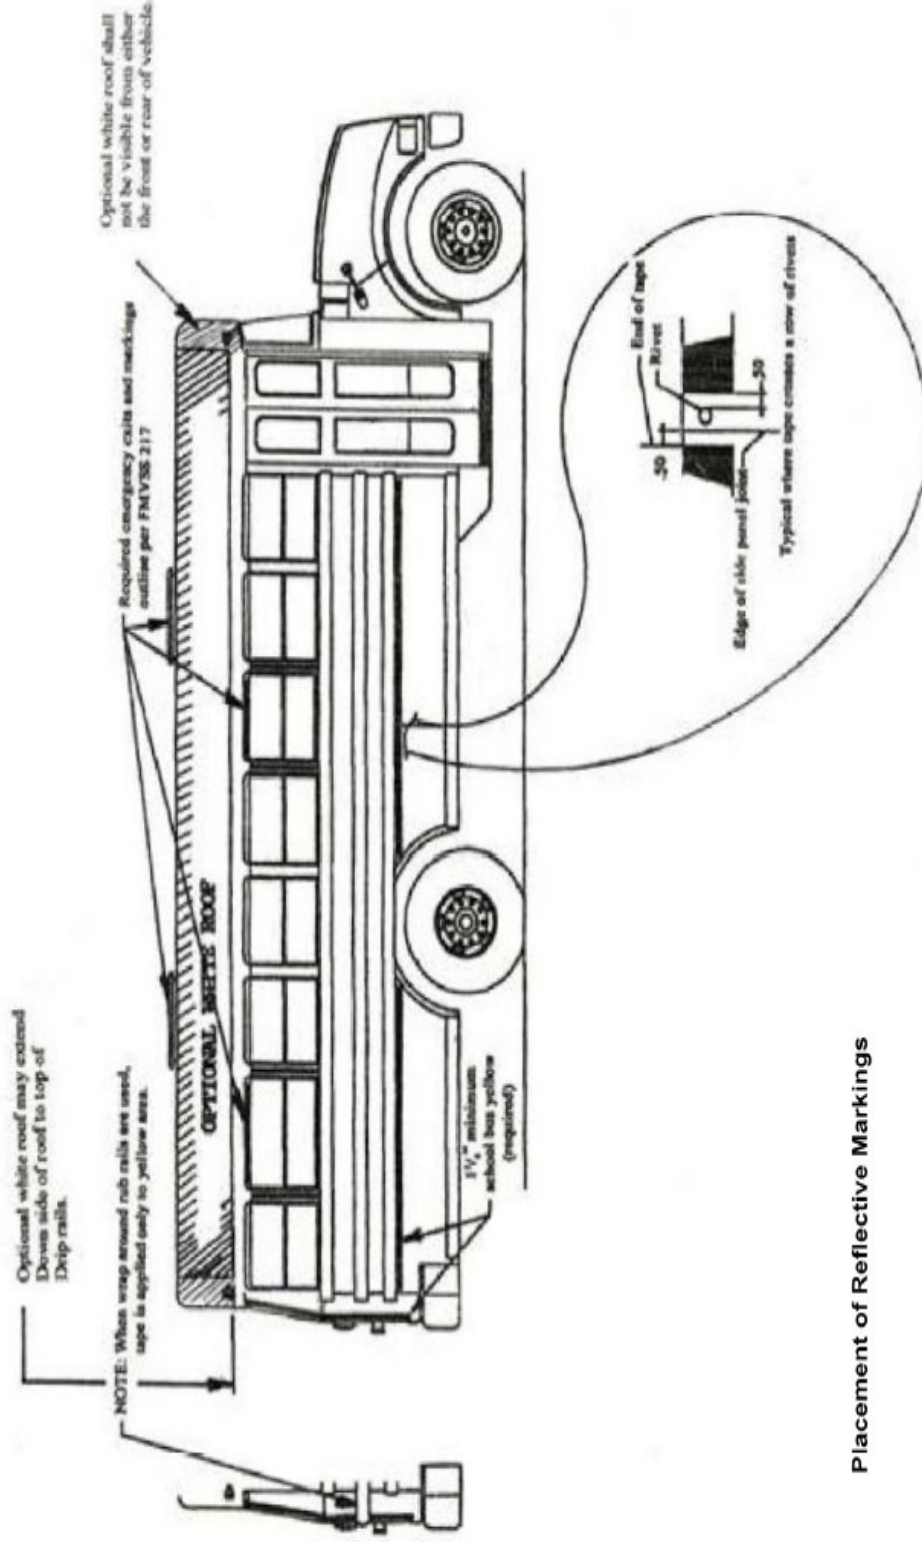 Optional white roof may extend
Down side of roof to top of
Drip rails.
NOTE: When wrap around rub rails are used,
tape is applied only to yellow area.
Required emergency exits and markings
outline per FMVSS 217
Optional white roof shall
not be visible from either
the front or rear of vehicle.
OPTIONAL WHITE ROOF
1¾" minimum
school bus yellow
(required)
End of tape
Rivet
.50
.50
Edge of side panel joint
Typical where tape crosses a row of rivets
Placement of Reflective Markings